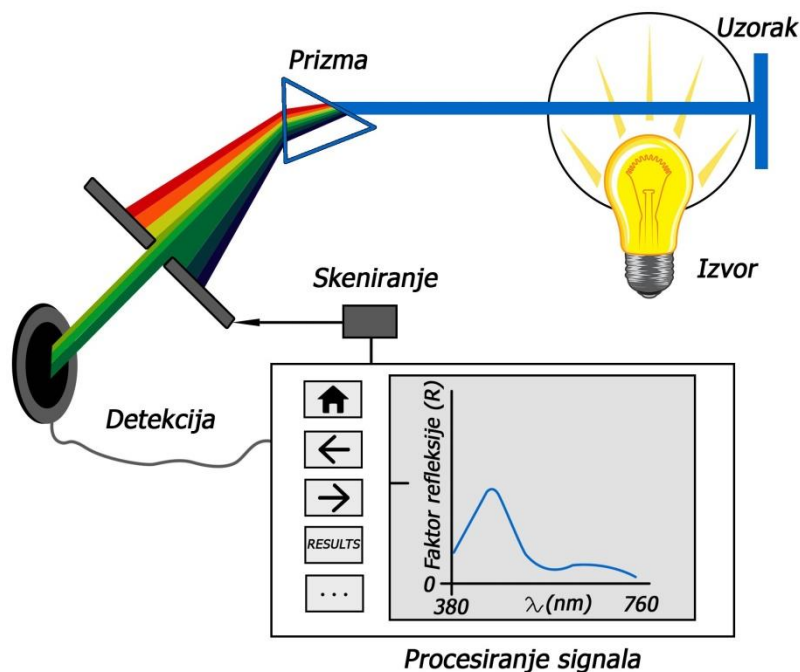 Uzorak
Prizma
Izvor
Skeniranje
Detekcija
RESULTS
...
Faktor refleksije (R)
0
380
λ(nm)
760
Procesiranje signala